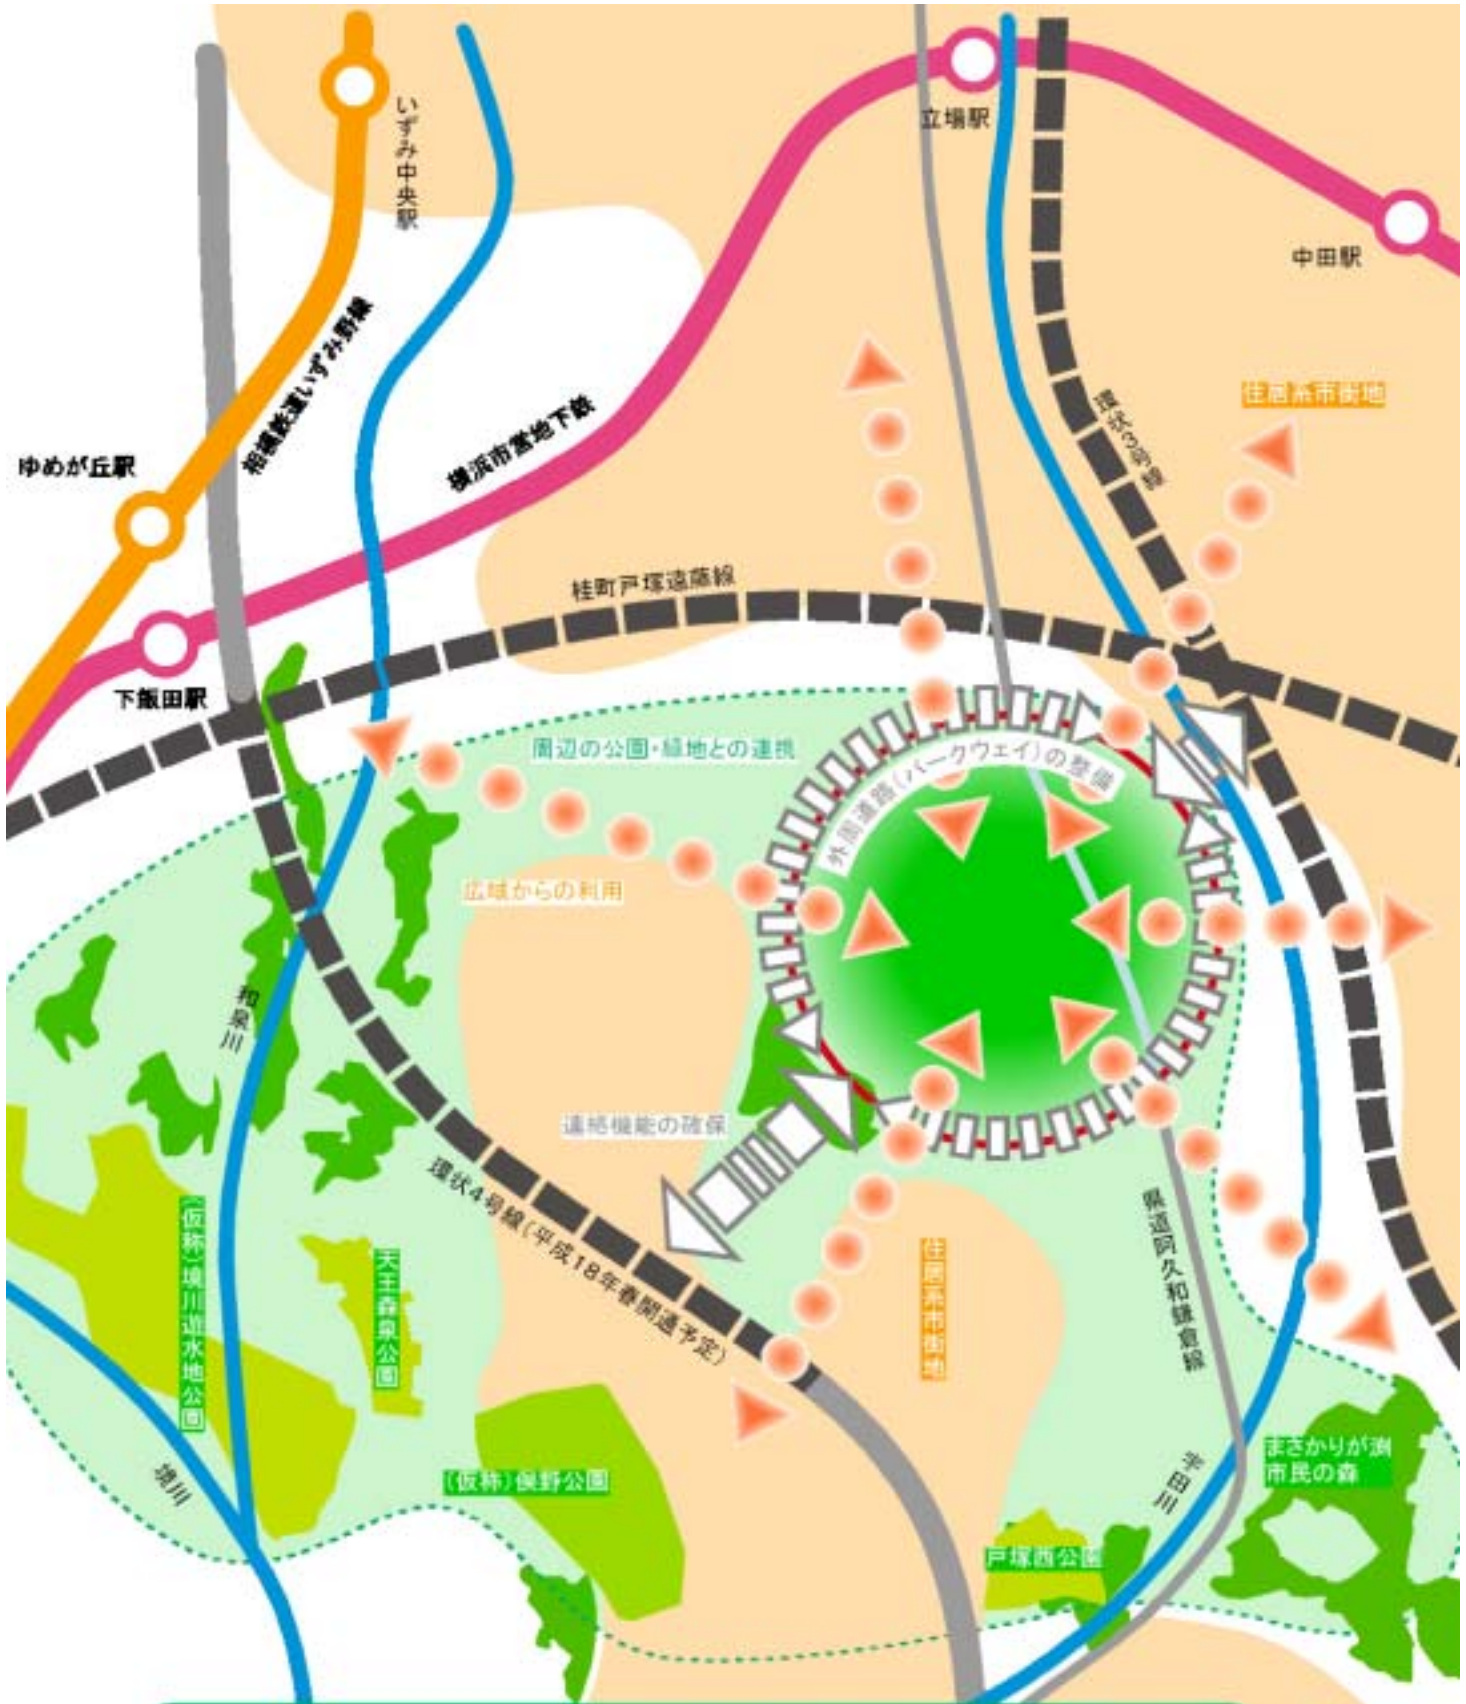 いずみ中央駅
立場駅
中田駅
相模鉄道いずみ野線
住居系市街地
環状3号線
ゆめが丘駅
横浜市営地下鉄
桂町戸塚遠藤線
下飯田駅
周辺の公園・緑地との連携
外周道路(パークウェイ)の整備
広域からの利用
和泉川
連絡機能の確保
環状4号線(平成18年春開通予定)
県道阿久和鎌倉線
(仮称)境川遊水地公園
天王森泉公園
住居系市街地
まさかりが淵
市民の森
境川
(仮称)俣野公園
宇田川
戸塚西公園